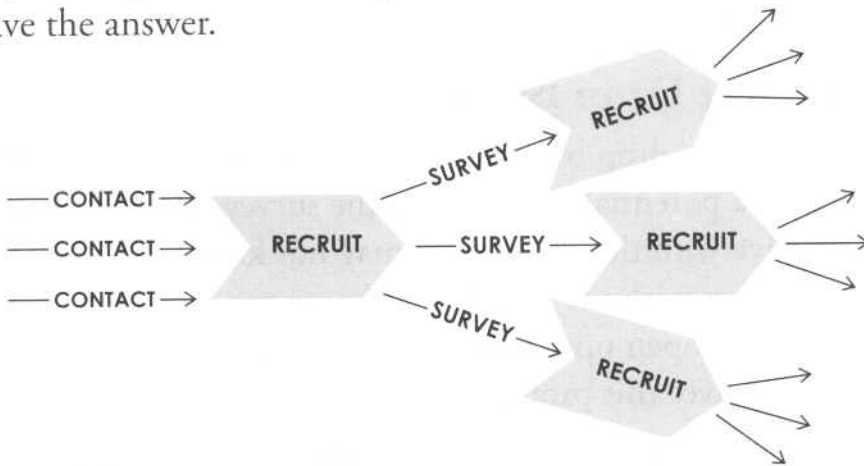 ve the answer.
RECRUIT
SURVEY
CONTACT
CONTACT
CONTACT
RECRUIT
SURVEY
RECRUIT
SURVEY
RECRUIT